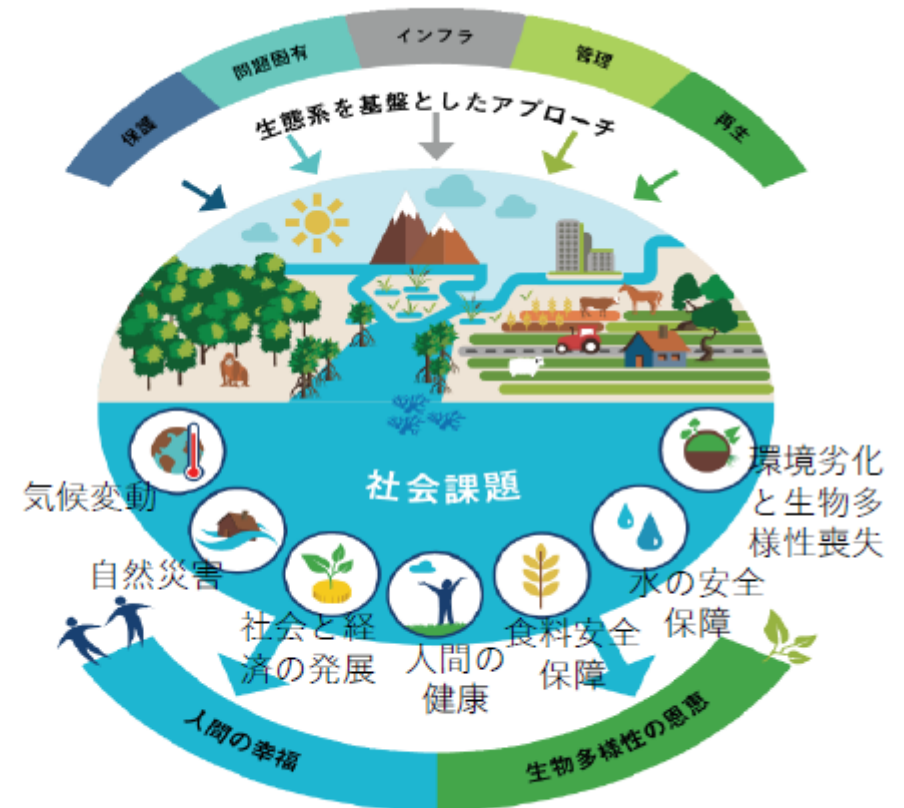 インフラ
問題固有
管理
保護
再生
生態系を基盤としたアプローチ
社会課題
気候変動
自然災害
社会と経
済の発展
人間の
健康
食料安全
保障
水の安全
保障
環境劣化
と生物多
様性喪失
人間の幸福
生物多様性の恩恵